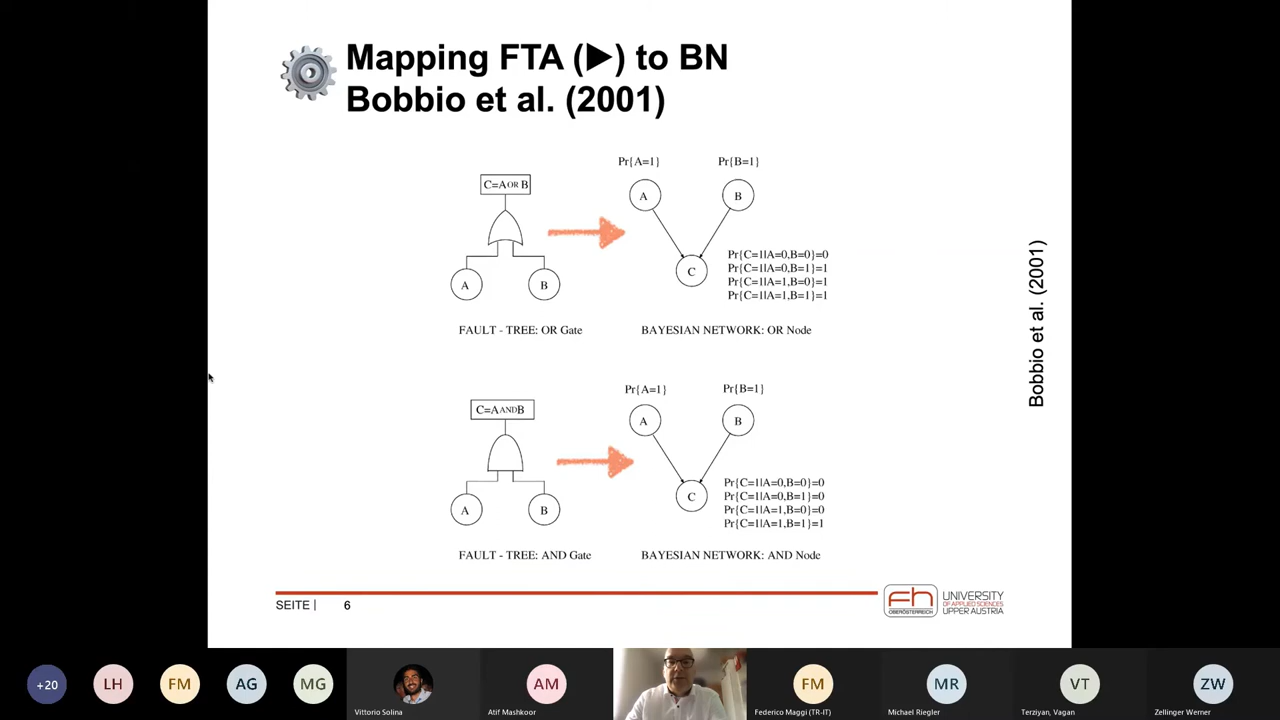 Mapping FTA (▶) to BN
Bobbio et al. (2001)
Pr{A=1}
Pr{B=1}
C=A OR B
A
B
C
Pr{C=1|A=0,B=0}=0
Pr{C=1|A=0,B=1}=1
Pr{C=1|A=1,B=0}=1
Pr{C=1|A=1,B=1}=1
A
B
FAULT - TREE: OR Gate
BAYESIAN NETWORK: OR Node
Bobbio et al. (2001)
Pr{A=1}
Pr{B=1}
C=A AND B
A
B
C
Pr{C=1|A=0,B=0}=0
Pr{C=1|A=0,B=1}=0
Pr{C=1|A=1,B=0}=0
Pr{C=1|A=1,B=1}=1
A
B
FAULT - TREE: AND Gate
BAYESIAN NETWORK: AND Node
SEITE | 6
fh
OBERÖSTERREICH
UNIVERSITY
OF APPLIED SCIENCES
UPPER AUSTRIA
+20
LH
FM
AG
MG
Vittorio Solina
AM
Atif Mashkoor
FM
Federico Maggi (TR-IT)
MR
Michael Riegler
VT
Terziyan, Vagan
ZW
Zellinger Werner